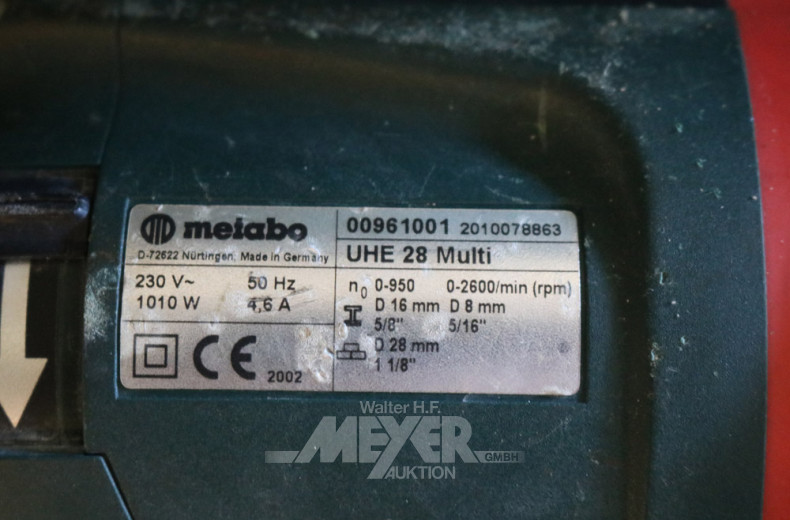 metabo
D-72622 Nürtingen, Made in Germany
00961001 2010078863
UHE 28 Multi
230 V~ 50 Hz
1010 W 4,6 A
CE 2002
n0 0-950 0-2600/min (rpm)
D 16 mm D 8 mm
5/8" 5/16"
D 28 mm
1 1/8"
Walter H.F.
MEYER
GMBH
AUKTION